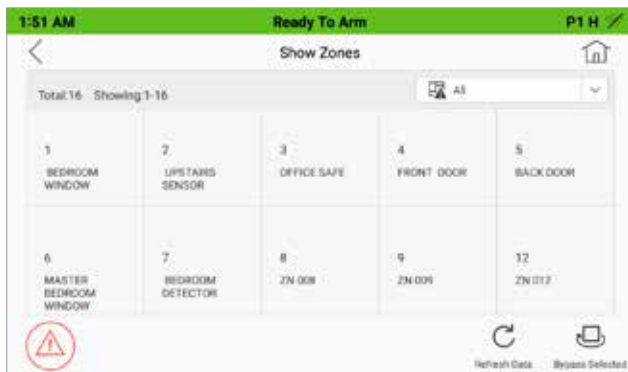 1:51 AM Ready To Arm P1 H
Show Zones
Total:16 Showing:1-16 All
1 2 3 4 5
BEDROOM WINDOW UPSTAIRS SENSOR OFFICE SAFE FRONT DOOR BACK DOOR
6 7 8 9 12
MASTER BEDROOM WINDOW BEDROOM DETECTOR ZN 008 ZN 009 ZN 012
Refresh Data Bypass Selected